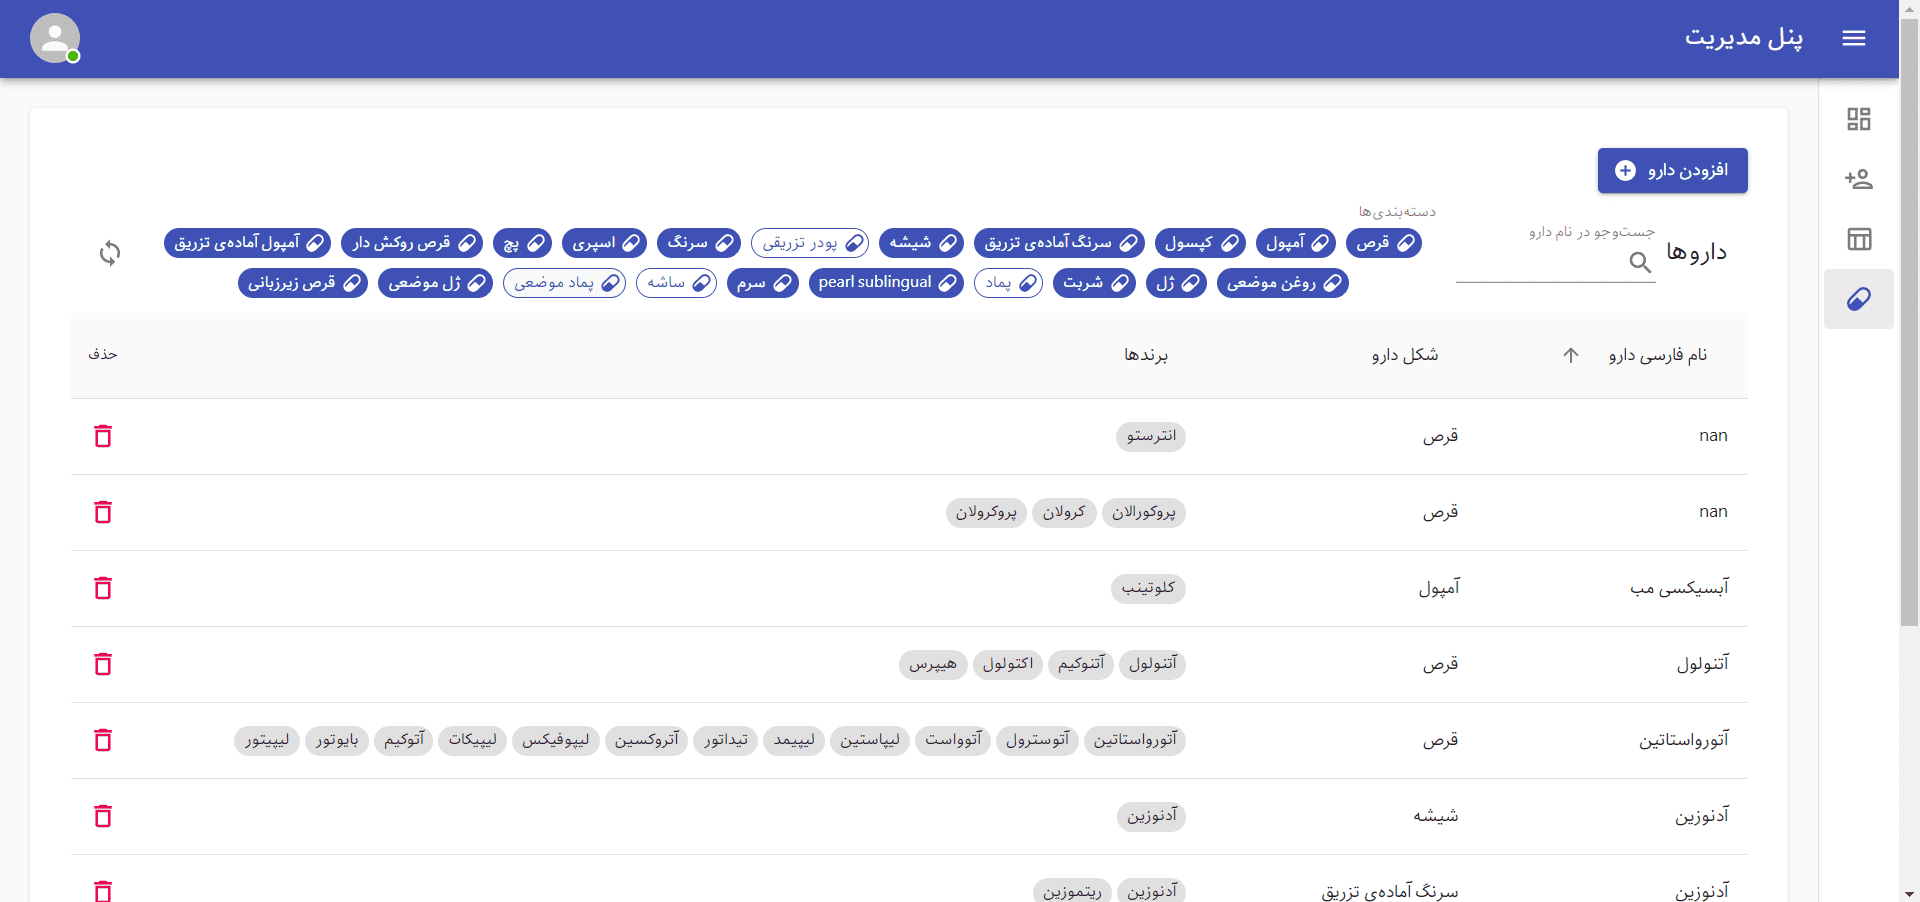 پنل مدیریت
افزودن دارو
داروها
جست‌وجو در نام دارو
دسته‌بندی‌ها
قرص آمپول کپسول سرنگ آماده‌ی تزریق شیشه پودر تزریقی سرنگ اسپری پچ قرص روکش دار آمپول آماده‌ی تزریق
روغن موضعی ژل شربت پماد pearl sublingual سرم ساشه پماد موضعی ژل موضعی قرص زیرزبانی
نام فارسی دارو شکل دارو برندها حذف
nan قرص انترستو
nan قرص پروکورالان کرولان پروکرولان
آبسیکسی مب آمپول کلوتینب
آتنولول قرص آتنولول آتنوکیم اکتولول هیپرس
آتورواستاتین قرص آتورواستاتین آتوسترول آتوواست لیپاستین لیپیمد تیداتور آتروکسین لیپوفیکس لیپیکات آتوکیم بایوتور لیپیتور
آدنوزین شیشه آدنوزین
آدنوزین سرنگ آماده‌ی تزریق آدنوزین ریتموزین